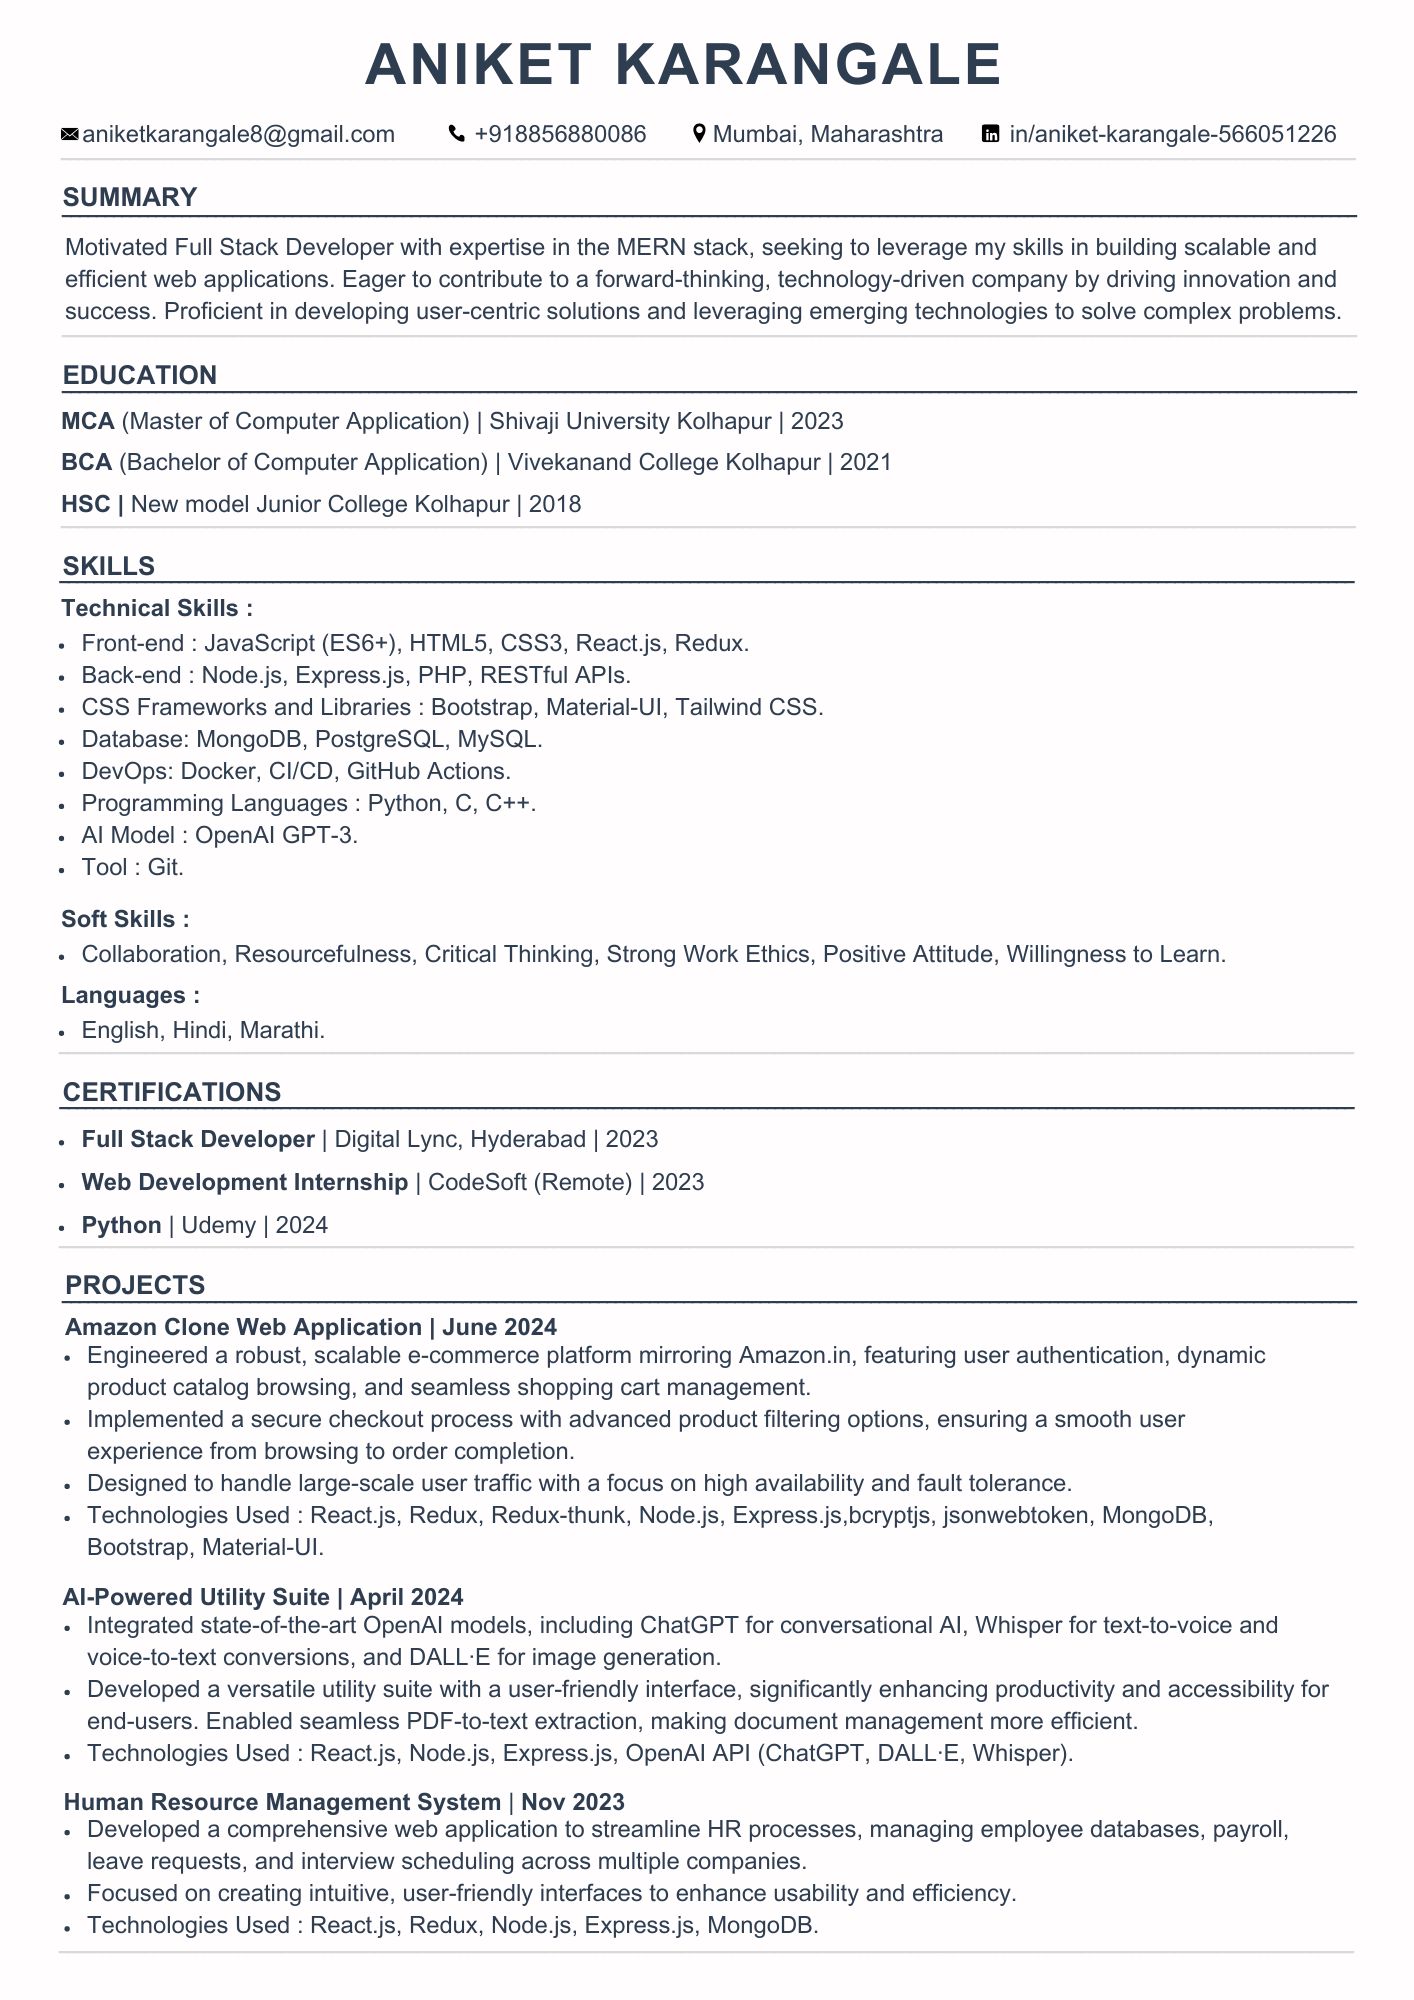 ANIKET KARANGALE
aniketkarangale8@gmail.com +918856880086 Mumbai, Maharashtra in/aniket-karangale-566051226
SUMMARY
Motivated Full Stack Developer with expertise in the MERN stack, seeking to leverage my skills in building scalable and
efficient web applications. Eager to contribute to a forward-thinking, technology-driven company by driving innovation and
success. Proficient in developing user-centric solutions and leveraging emerging technologies to solve complex problems.
EDUCATION
MCA (Master of Computer Application) | Shivaji University Kolhapur | 2023
BCA (Bachelor of Computer Application) | Vivekanand College Kolhapur | 2021
HSC | New model Junior College Kolhapur | 2018
SKILLS
Technical Skills :
• Front-end : JavaScript (ES6+), HTML5, CSS3, React.js, Redux.
• Back-end : Node.js, Express.js, PHP, RESTful APIs.
• CSS Frameworks and Libraries : Bootstrap, Material-UI, Tailwind CSS.
• Database: MongoDB, PostgreSQL, MySQL.
• DevOps: Docker, CI/CD, GitHub Actions.
• Programming Languages : Python, C, C++.
• AI Model : OpenAI GPT-3.
• Tool : Git.
Soft Skills :
• Collaboration, Resourcefulness, Critical Thinking, Strong Work Ethics, Positive Attitude, Willingness to Learn.
Languages :
• English, Hindi, Marathi.
CERTIFICATIONS
• Full Stack Developer | Digital Lync, Hyderabad | 2023
• Web Development Internship | CodeSoft (Remote) | 2023
• Python | Udemy | 2024
PROJECTS
Amazon Clone Web Application | June 2024
• Engineered a robust, scalable e-commerce platform mirroring Amazon.in, featuring user authentication, dynamic
product catalog browsing, and seamless shopping cart management.
• Implemented a secure checkout process with advanced product filtering options, ensuring a smooth user
experience from browsing to order completion.
• Designed to handle large-scale user traffic with a focus on high availability and fault tolerance.
• Technologies Used : React.js, Redux, Redux-thunk, Node.js, Express.js,bcryptjs, jsonwebtoken, MongoDB,
Bootstrap, Material-UI.
AI-Powered Utility Suite | April 2024
• Integrated state-of-the-art OpenAI models, including ChatGPT for conversational AI, Whisper for text-to-voice and
voice-to-text conversions, and DALL·E for image generation.
• Developed a versatile utility suite with a user-friendly interface, significantly enhancing productivity and accessibility for
end-users. Enabled seamless PDF-to-text extraction, making document management more efficient.
• Technologies Used : React.js, Node.js, Express.js, OpenAI API (ChatGPT, DALL·E, Whisper).
Human Resource Management System | Nov 2023
• Developed a comprehensive web application to streamline HR processes, managing employee databases, payroll,
leave requests, and interview scheduling across multiple companies.
• Focused on creating intuitive, user-friendly interfaces to enhance usability and efficiency.
• Technologies Used : React.js, Redux, Node.js, Express.js, MongoDB.